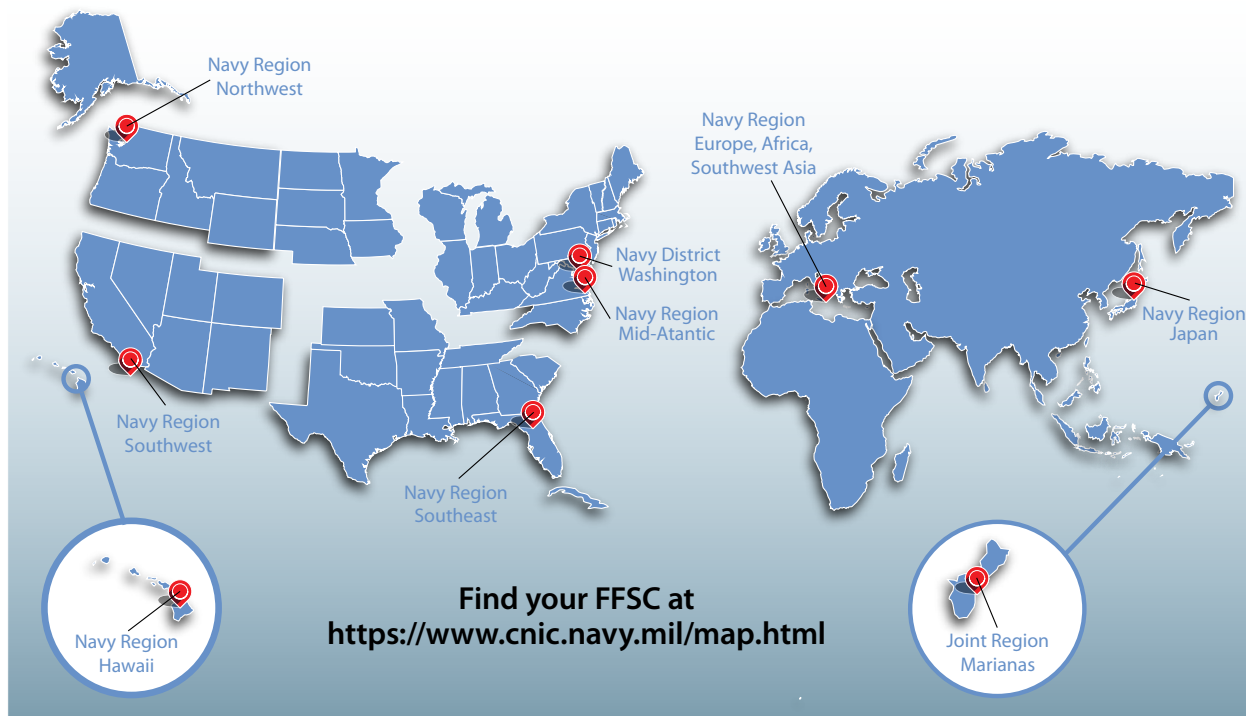 Navy Region
Northwest
Navy Region
Europe, Africa,
Southwest Asia
Navy District
Washington
Navy Region
Mid-Atantic
Navy Region
Japan
Navy Region
Southwest
Navy Region
Southeast
Find your FFSC at
https://www.cnic.navy.mil/map.html
Navy Region
Hawaii
Joint Region
Marianas